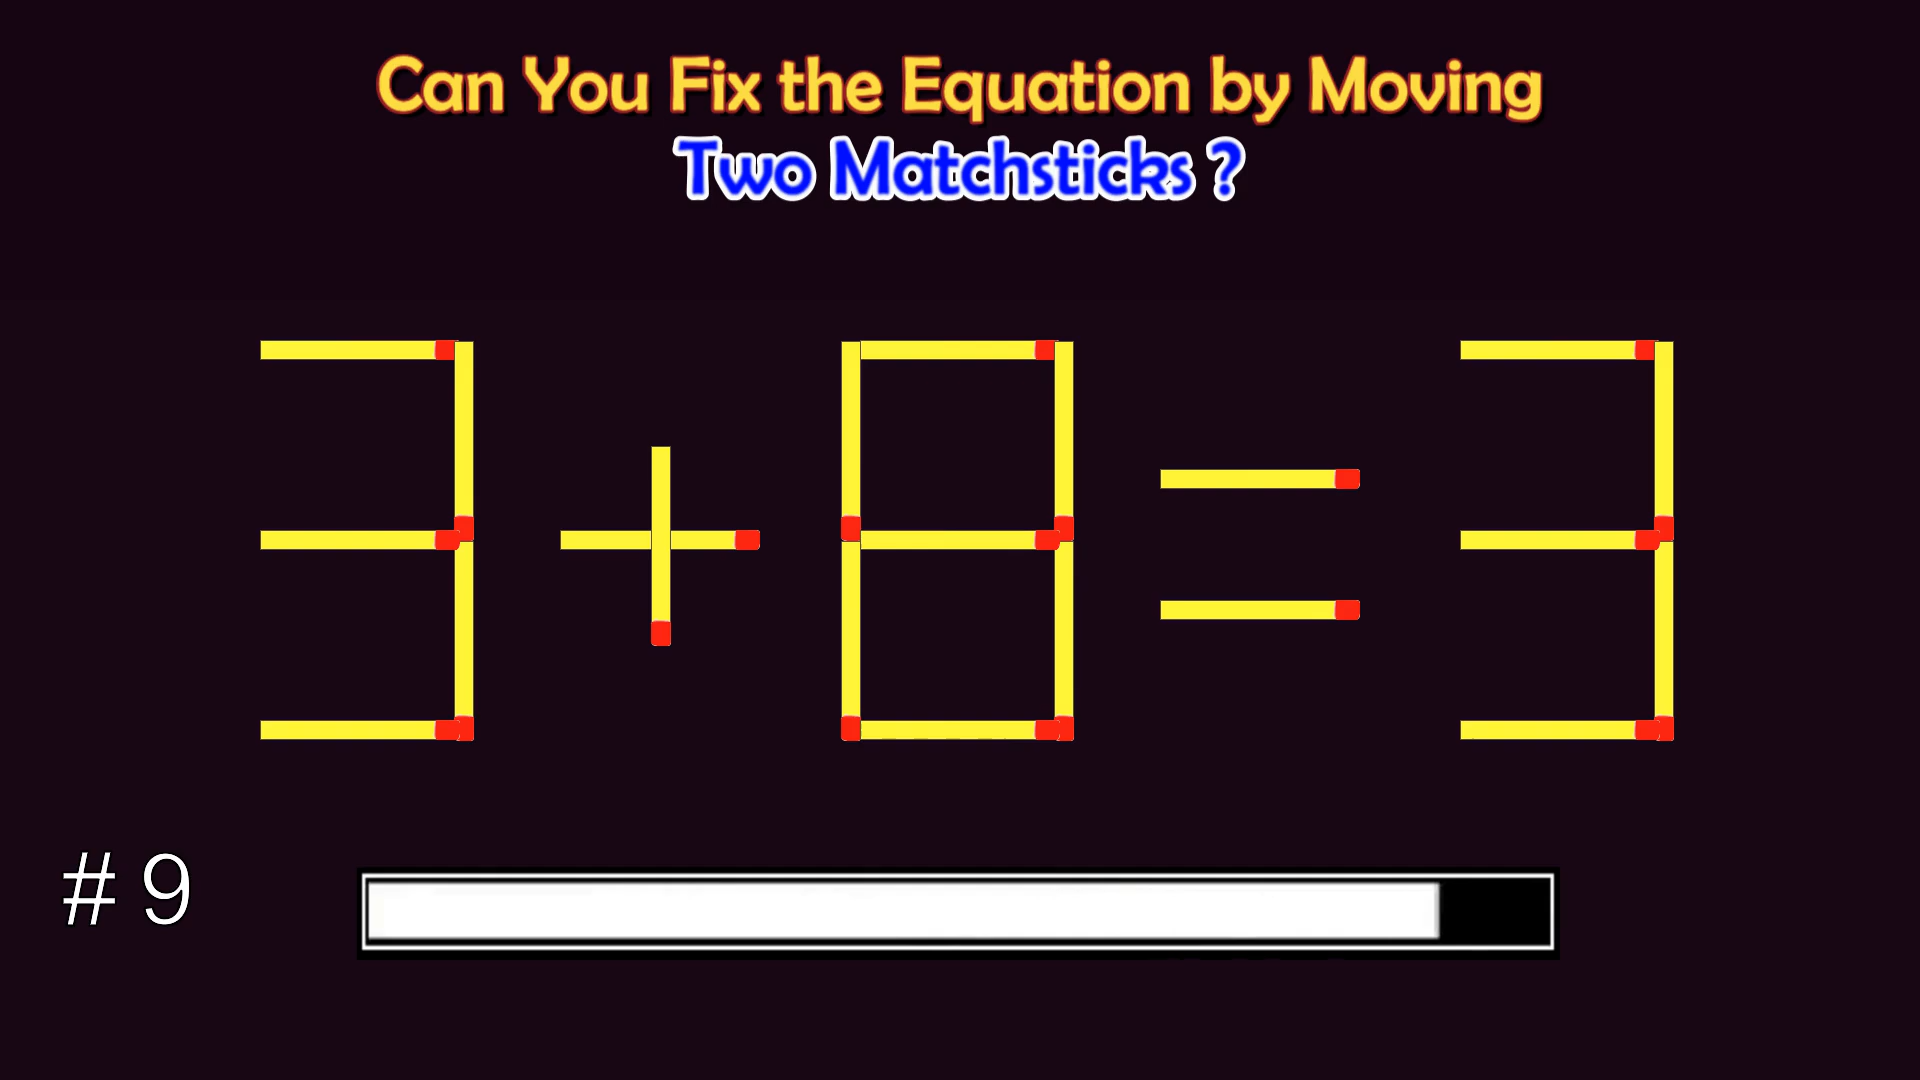 Can You Fix the Equation by Moving
Two Matchsticks ?
3 + 8 = 3
# 9